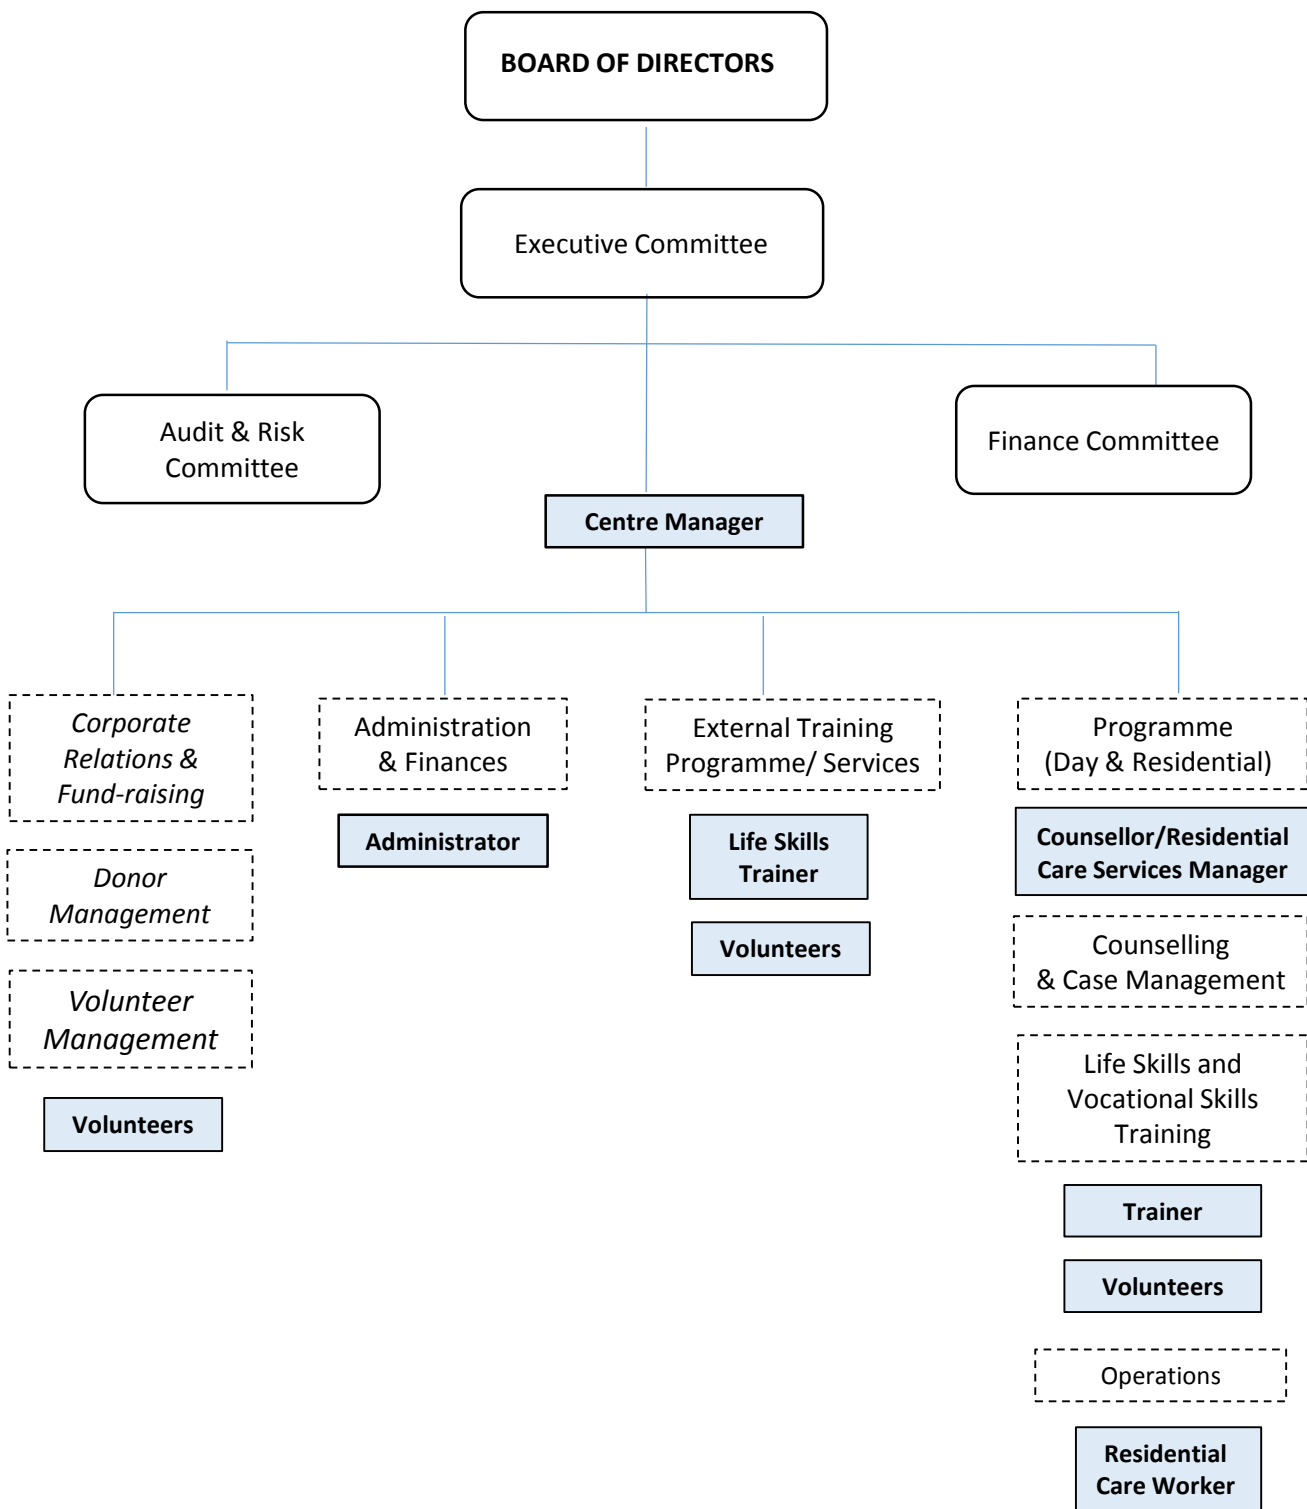 BOARD OF DIRECTORS
Executive Committee
Audit & Risk
Committee
Finance Committee
Centre Manager
Corporate
Relations &
Fund-raising
Donor
Management
Volunteer
Management
Volunteers
Administration
& Finances
Administrator
External Training
Programme/ Services
Life Skills
Trainer
Volunteers
Programme
(Day & Residential)
Counsellor/Residential
Care Services Manager
Counselling
& Case Management
Life Skills and
Vocational Skills
Training
Trainer
Volunteers
Operations
Residential
Care Worker